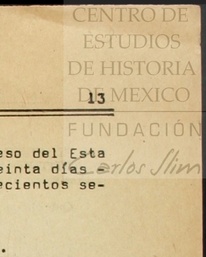 CENTRO DE
ESTUDIOS
DE HISTORIA
DE MEXICO
13
FUNDACIÓN
Carlos Slim
eso del Esta
einta días -
ecientos se-
.